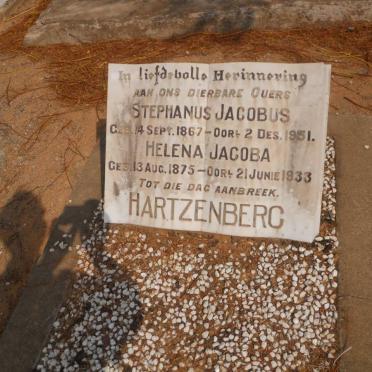 In liefdevolle Herinnering
aan ons dierbare Ouers
Stephanus Jacobus
Geb. 14 Sept. 1867 - Oorl 2 Des. 1951.
Helena Jacoba
Geb. 13 Aug. 1875 - Oorl 21 Junie 1933
Tot die dag aanbreek.
Hartzenberg